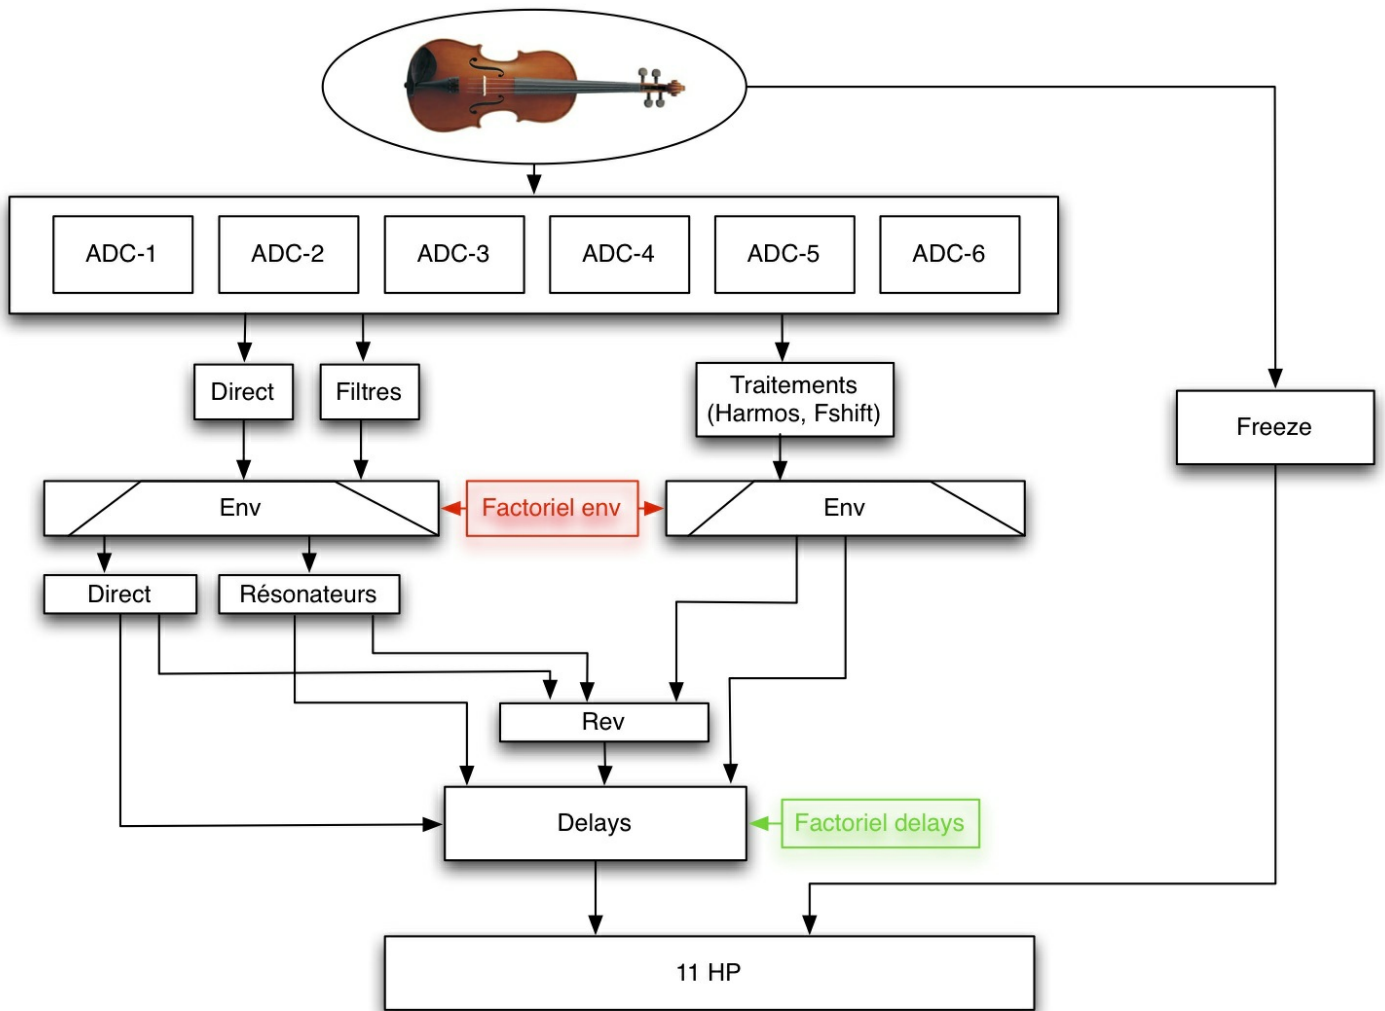 ADC-1
ADC-2
ADC-3
ADC-4
ADC-5
ADC-6
Direct
Filtres
Traitements
(Harmos, Fshift)
Freeze
Env
Factoriel env
Env
Direct
Résonateurs
Rev
Delays
Factoriel delays
11 HP